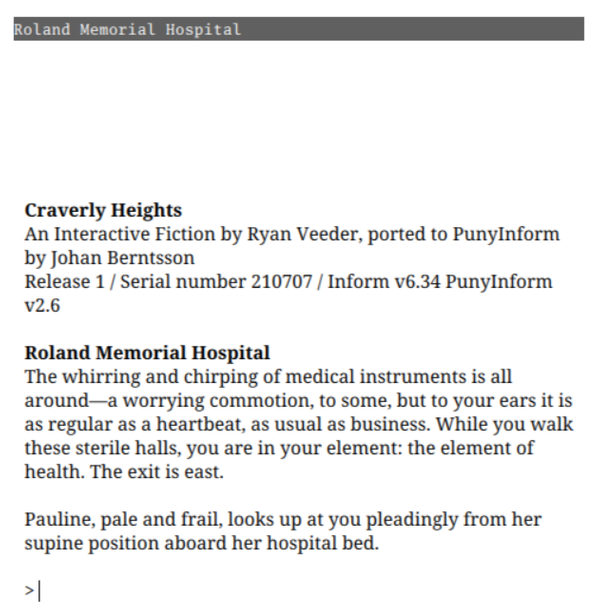 Roland Memorial Hospital
Craverly Heights
An Interactive Fiction by Ryan Veeder, ported to PunyInform
by Johan Berntsson
Release 1 / Serial number 210707 / Inform v6.34 PunyInform
v2.6
Roland Memorial Hospital
The whirring and chirping of medical instruments is all
around—a worrying commotion, to some, but to your ears it is
as regular as a heartbeat, as usual as business. While you walk
these sterile halls, you are in your element: the element of
health. The exit is east.
Pauline, pale and frail, looks up at you pleadingly from her
supine position aboard her hospital bed.
>